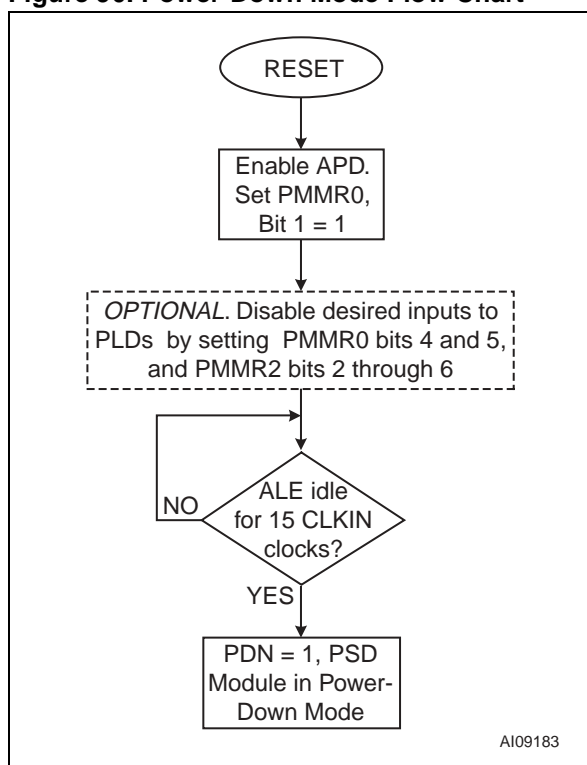 Figure Power-Down Mode Flow Chart
RESET
Enable APD.
Set PMMR0,
Bit 1 = 1
OPTIONAL. Disable desired inputs to
PLDs by setting PMMR0 bits 4 and 5,
and PMMR2 bits 2 through 6
NO
ALE idle
for 15 CLKIN
clocks?
YES
PDN = 1, PSD
Module in Power-
Down Mode
AI09183